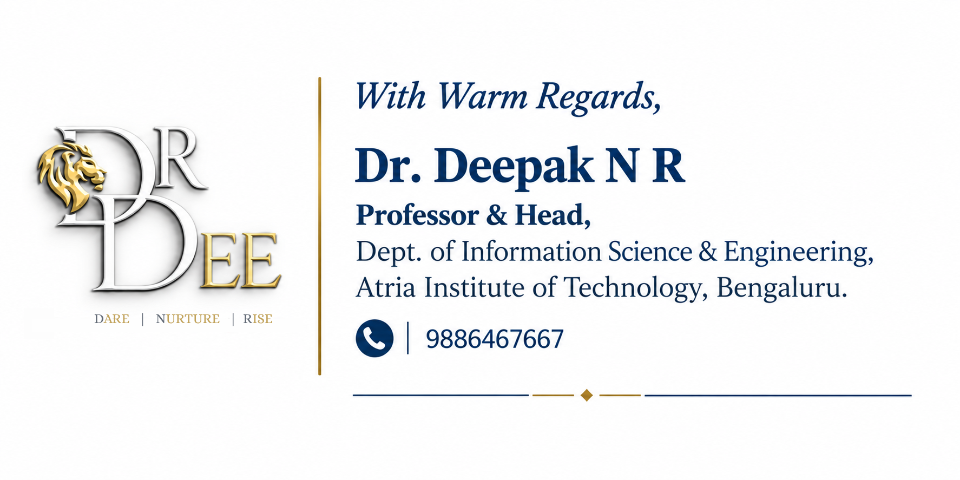 DR
DEE
DARE | NURTURE | RISE
With Warm Regards,
Dr. Deepak N R
Professor & Head,
Dept. of Information Science & Engineering,
Atria Institute of Technology, Bengaluru.
9886467667